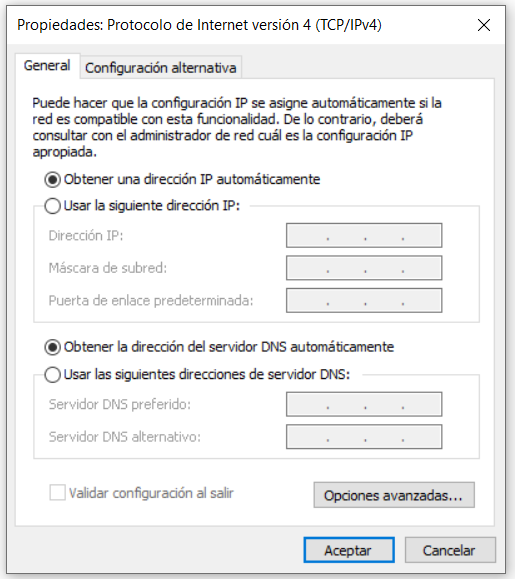 Propiedades: Protocolo de Internet versión 4 (TCP/IPv4)
General
Configuración alternativa
Puede hacer que la configuración IP se asigne automáticamente si la
red es compatible con esta funcionalidad. De lo contrario, deberá
consultar con el administrador de red cuál es la configuración IP
apropiada.
Obtener una dirección IP automáticamente
Usar la siguiente dirección IP:
Dirección IP:
Máscara de subred:
Puerta de enlace predeterminada:
Obtener la dirección del servidor DNS automáticamente
Usar las siguientes direcciones de servidor DNS:
Servidor DNS preferido:
Servidor DNS alternativo:
Validar configuración al salir
Opciones avanzadas...
Aceptar
Cancelar